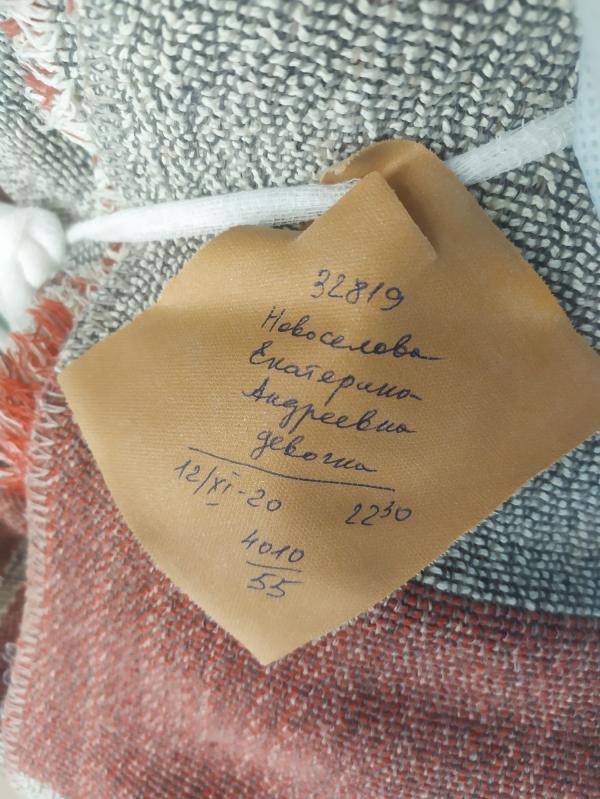 32819
Новоселова
Екатерина
Андреевна
девочка
12/XI-20 22³⁰
4010
55